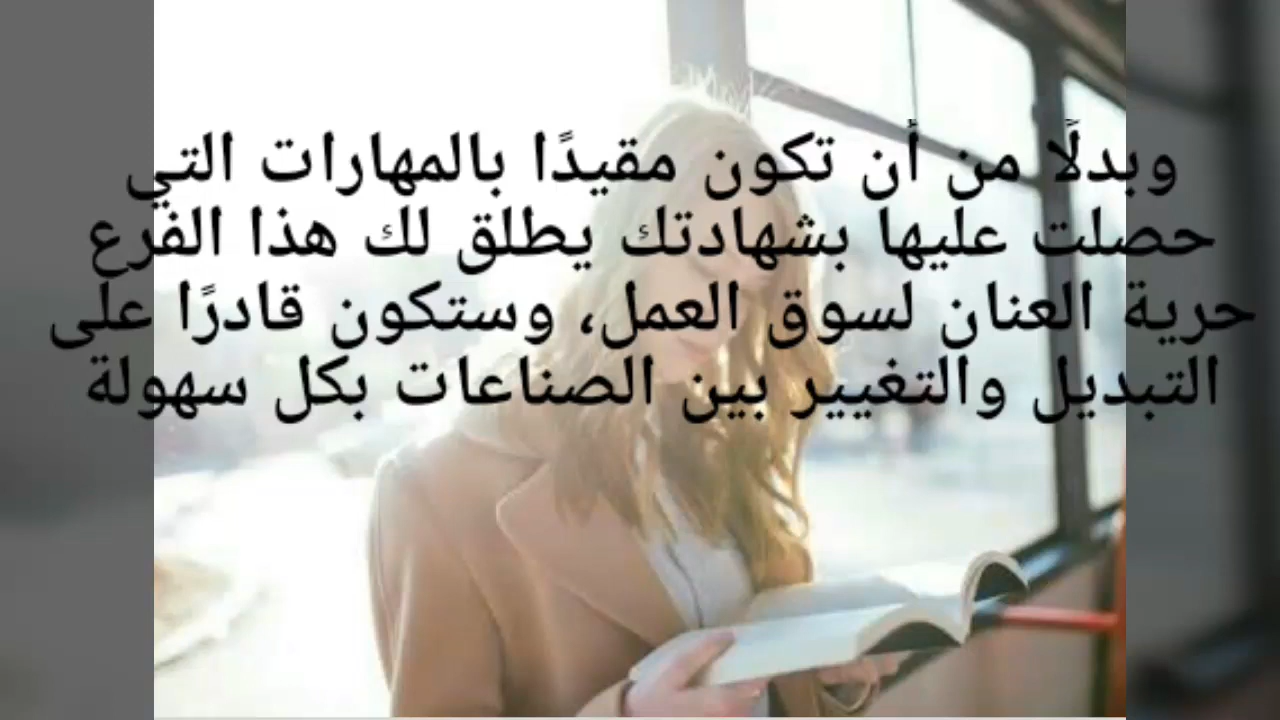 وبدلًا من أن تكون مقيدًا بالمهارات التي
حصلت عليها بشهادتك يطلق لك هذا الفرع
حرية العنان لسوق العمل، وستكون قادرًا على
التبديل والتغيير بين الصناعات بكل سهولة